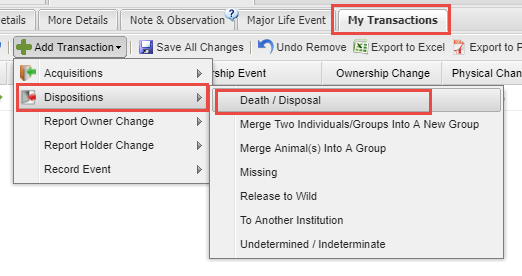 etails More Details Note & Observation ? Major Life Event My Transactions
Add Transaction Save All Changes Undo Remove Export to Excel Export to P
rship Event Ownership Change Physical Chan
Acquisitions
Dispositions
Report Owner Change
Report Holder Change
Record Event
Death / Disposal
Merge Two Individuals/Groups Into A New Group
Merge Animal(s) Into A Group
Missing
Release to Wild
To Another Institution
Undetermined / Indeterminate